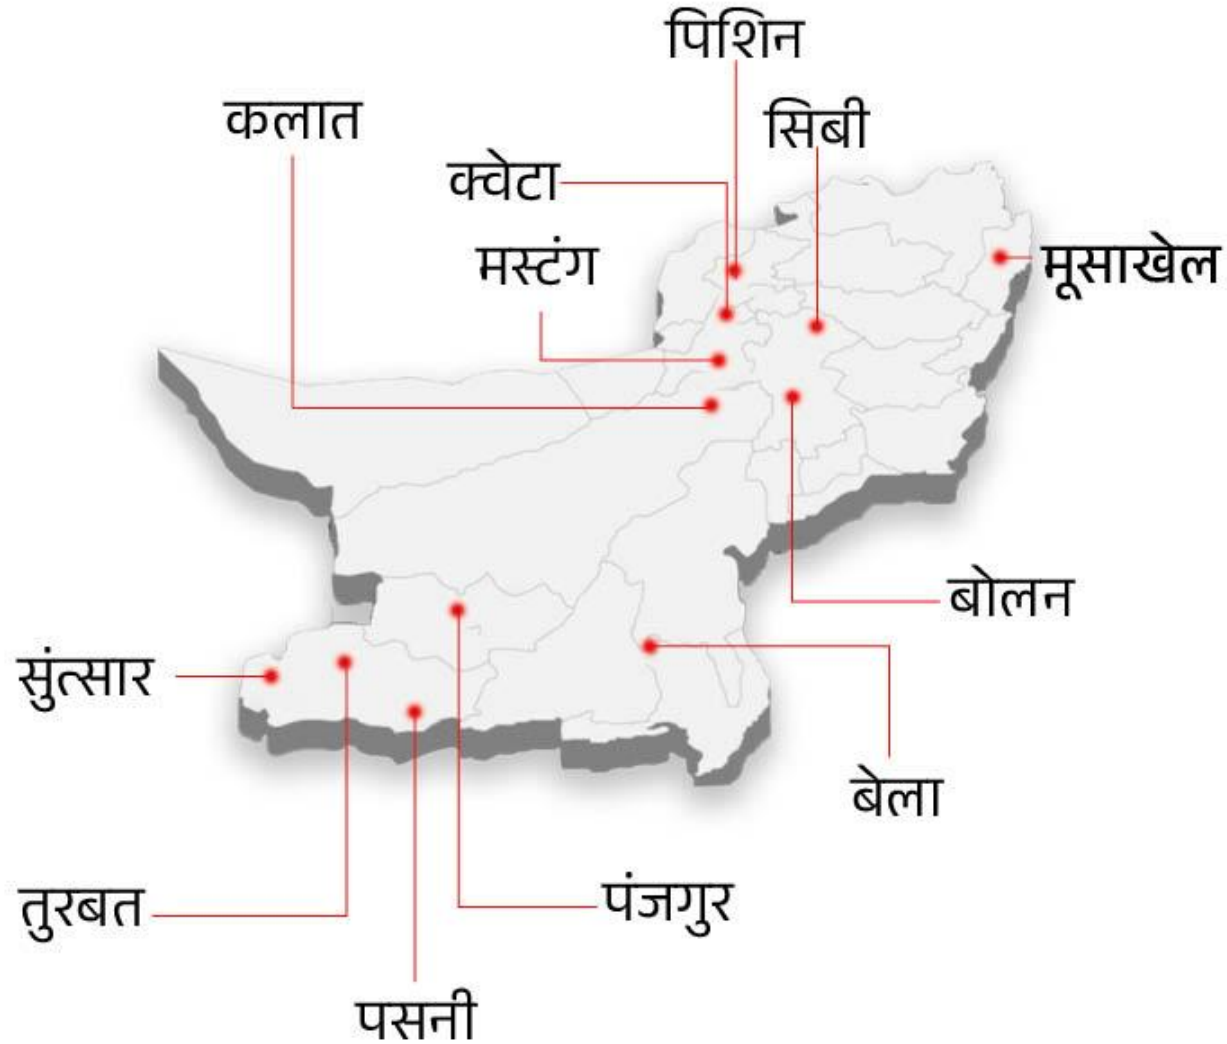 पिशिन
कलात
सिबी
क्वेटा
मस्टंग
मूसाखेल
बोलन
सुंत्सार
बेला
तुरबत
पंजगुर
पसनी